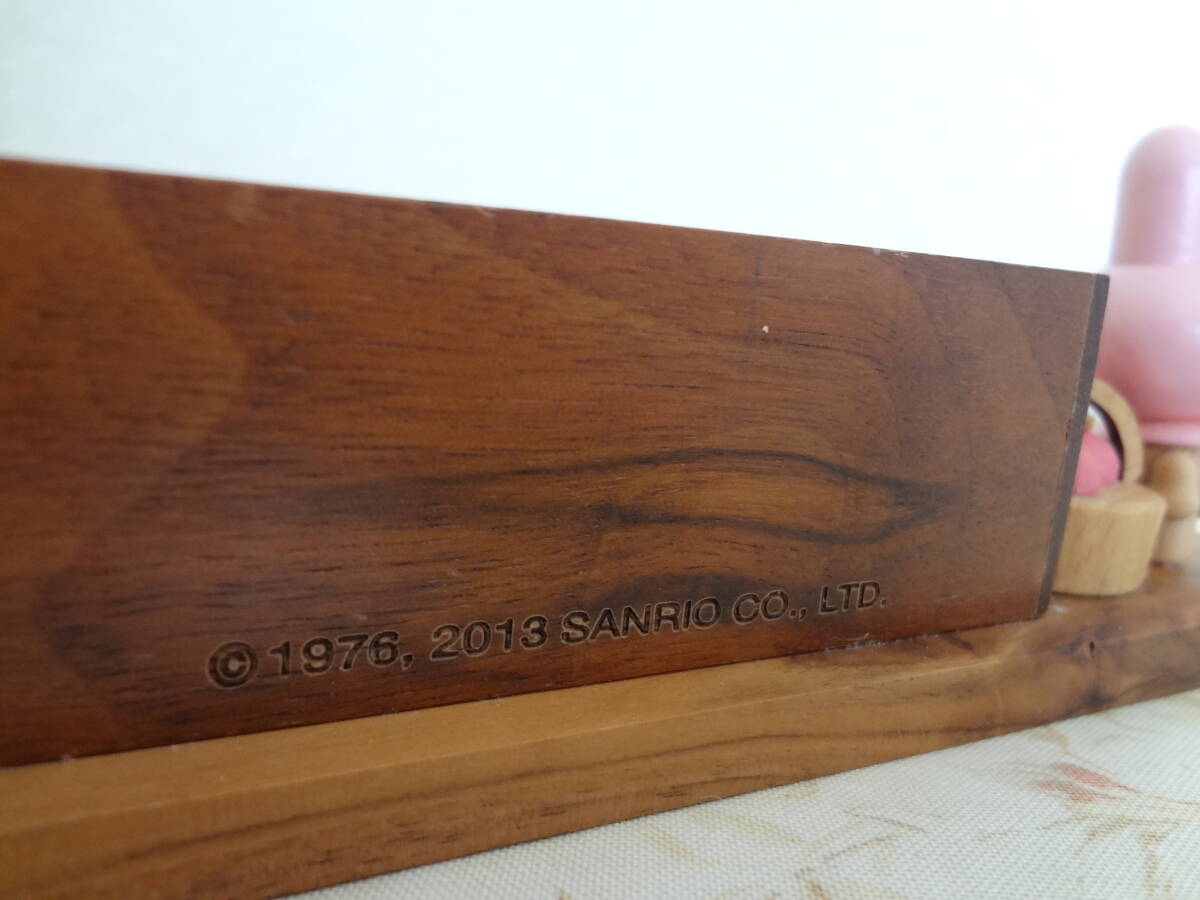 © 1976, 2013 SANRIO CO., LTD.